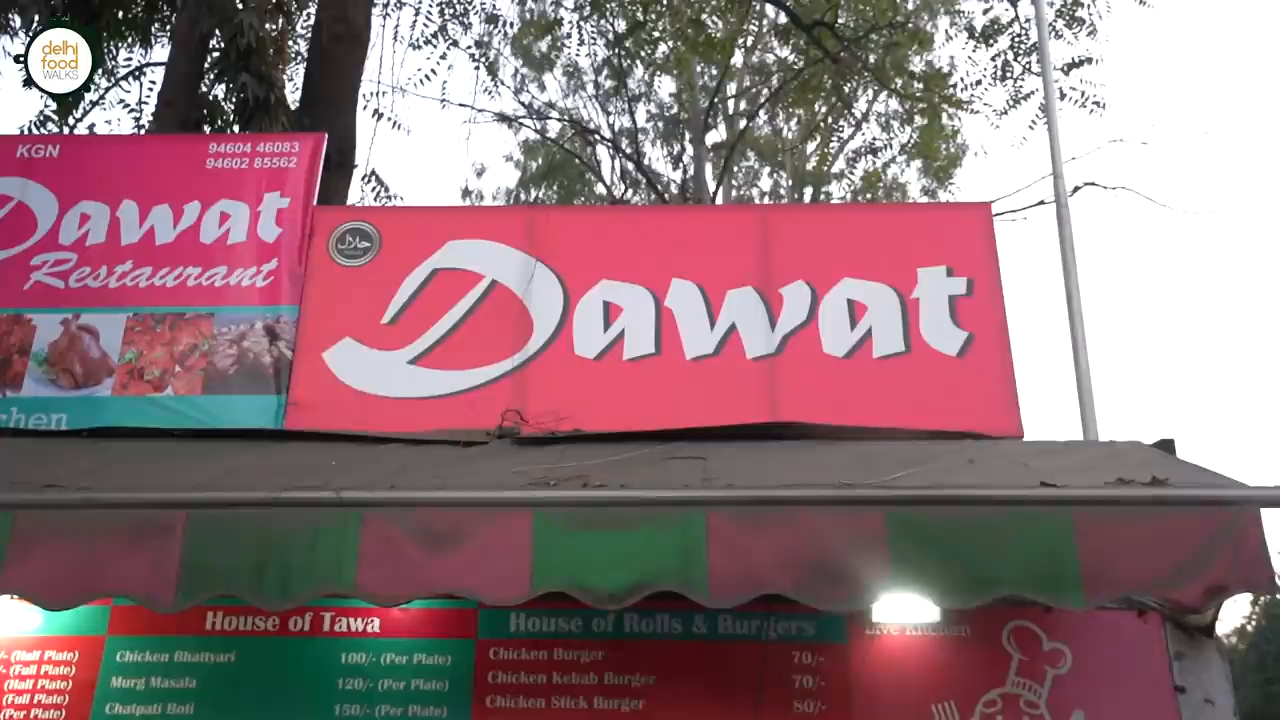 delhi
food
WALKS
KGN
94604 46083
94602 85562
Dawat
Restaurant
chen
حلال
Dawat
House of Tawa
Chicken Bhattyari 100/- (Per Plate)
Murg Masala 120/- (Per Plate)
Chatpati Boti 150/- (Per Plate)
House of Rolls & Burgers
Chicken Burger 70/-
Chicken Kebab Burger 70/-
Chicken Stick Burger 80/-
Live Kitchen
/- (Half Plate)
/- (Full Plate)
(Half Plate)
(Full Plate)
(Per Plate)